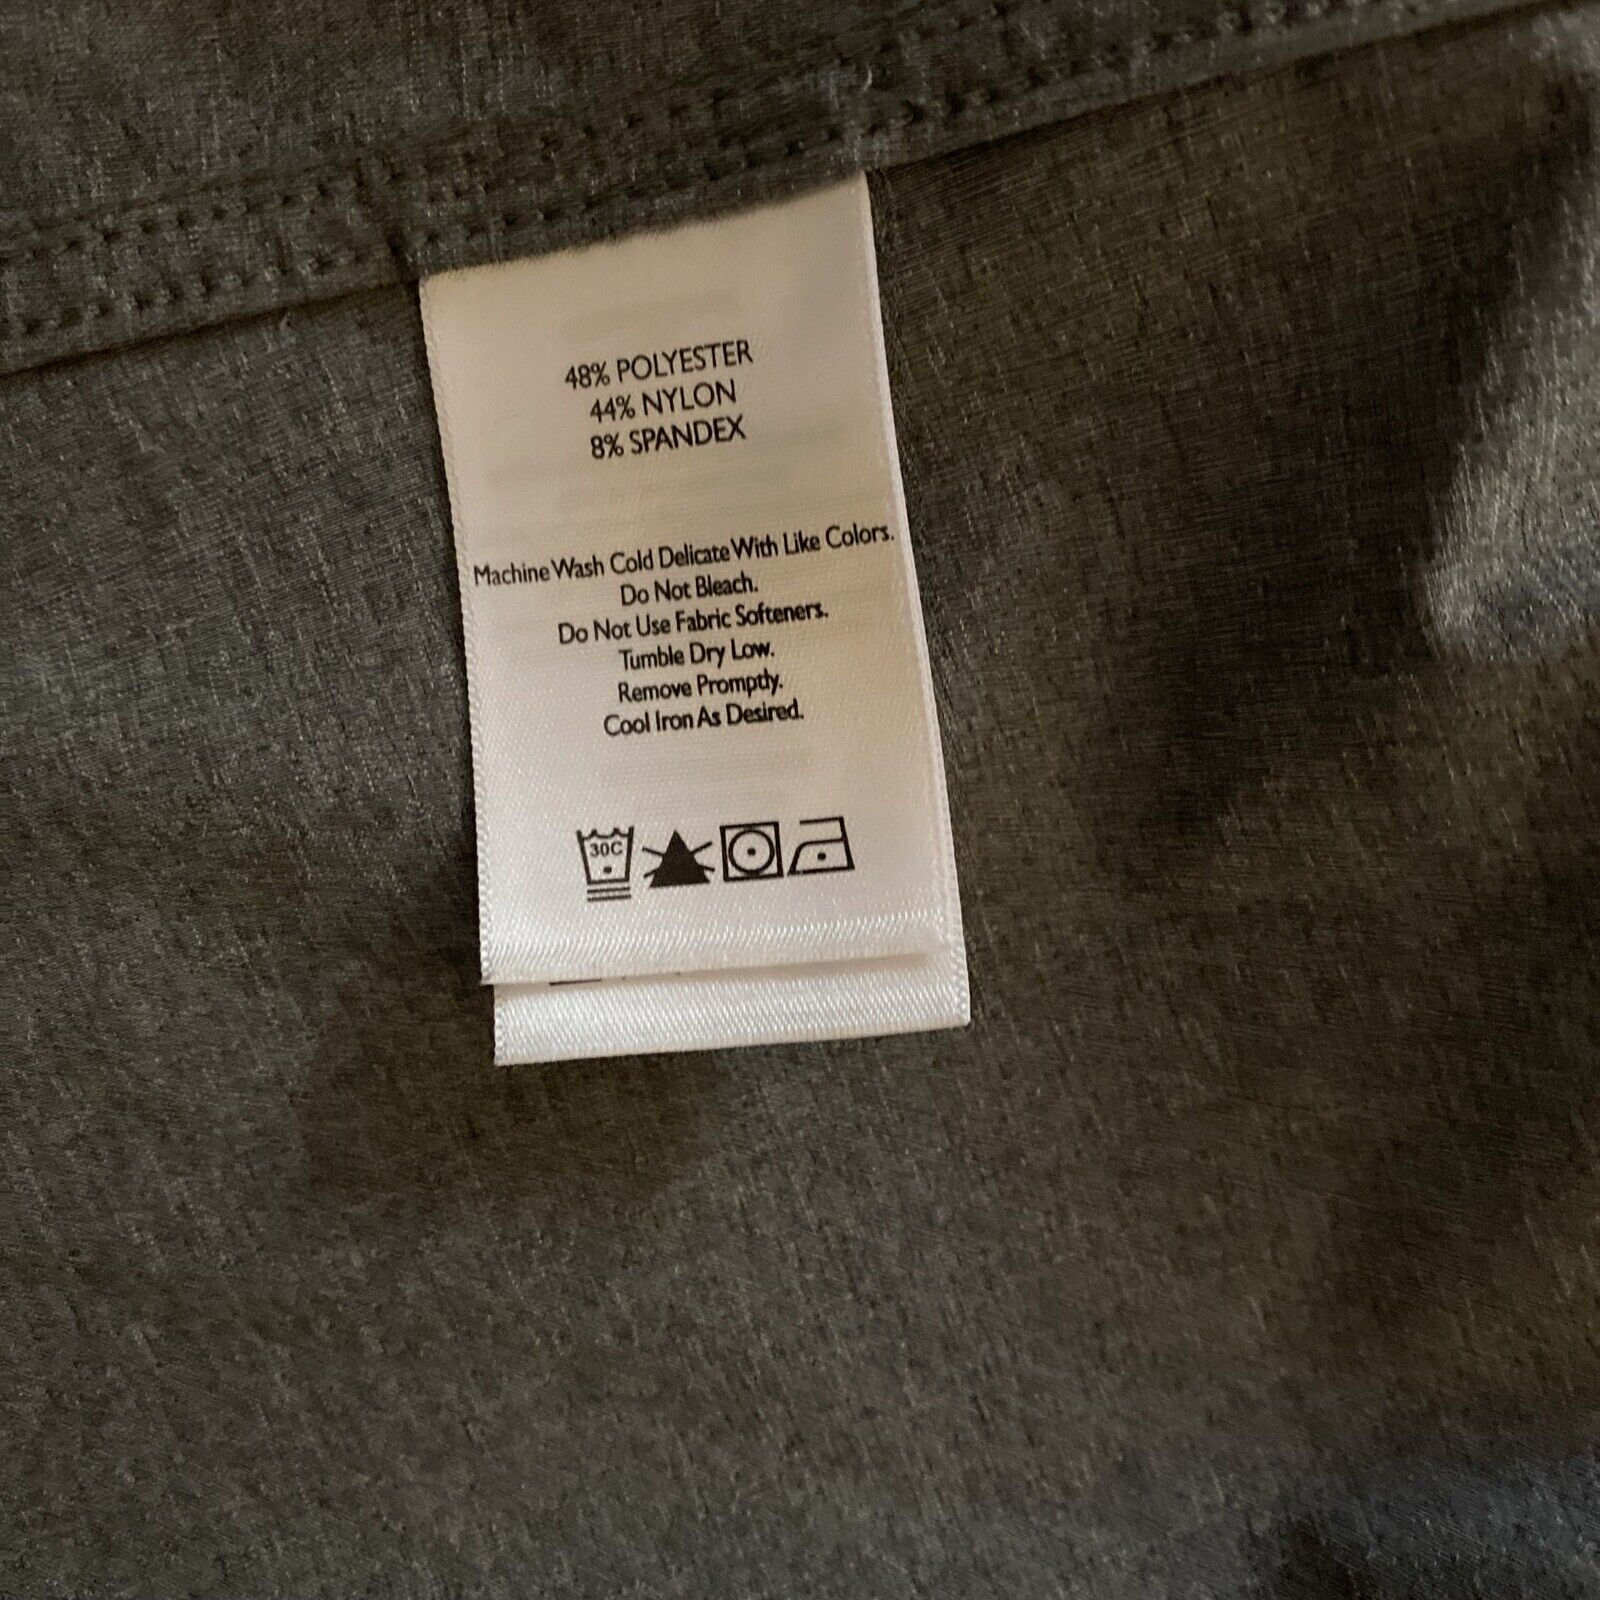 48% POLYESTER
44% NYLON
8% SPANDEX
Machine Wash Cold Delicate With Like Colors.
Do Not Bleach.
Do Not Use Fabric Softeners.
Tumble Dry Low.
Remove Promptly.
Cool Iron As Desired.
30C